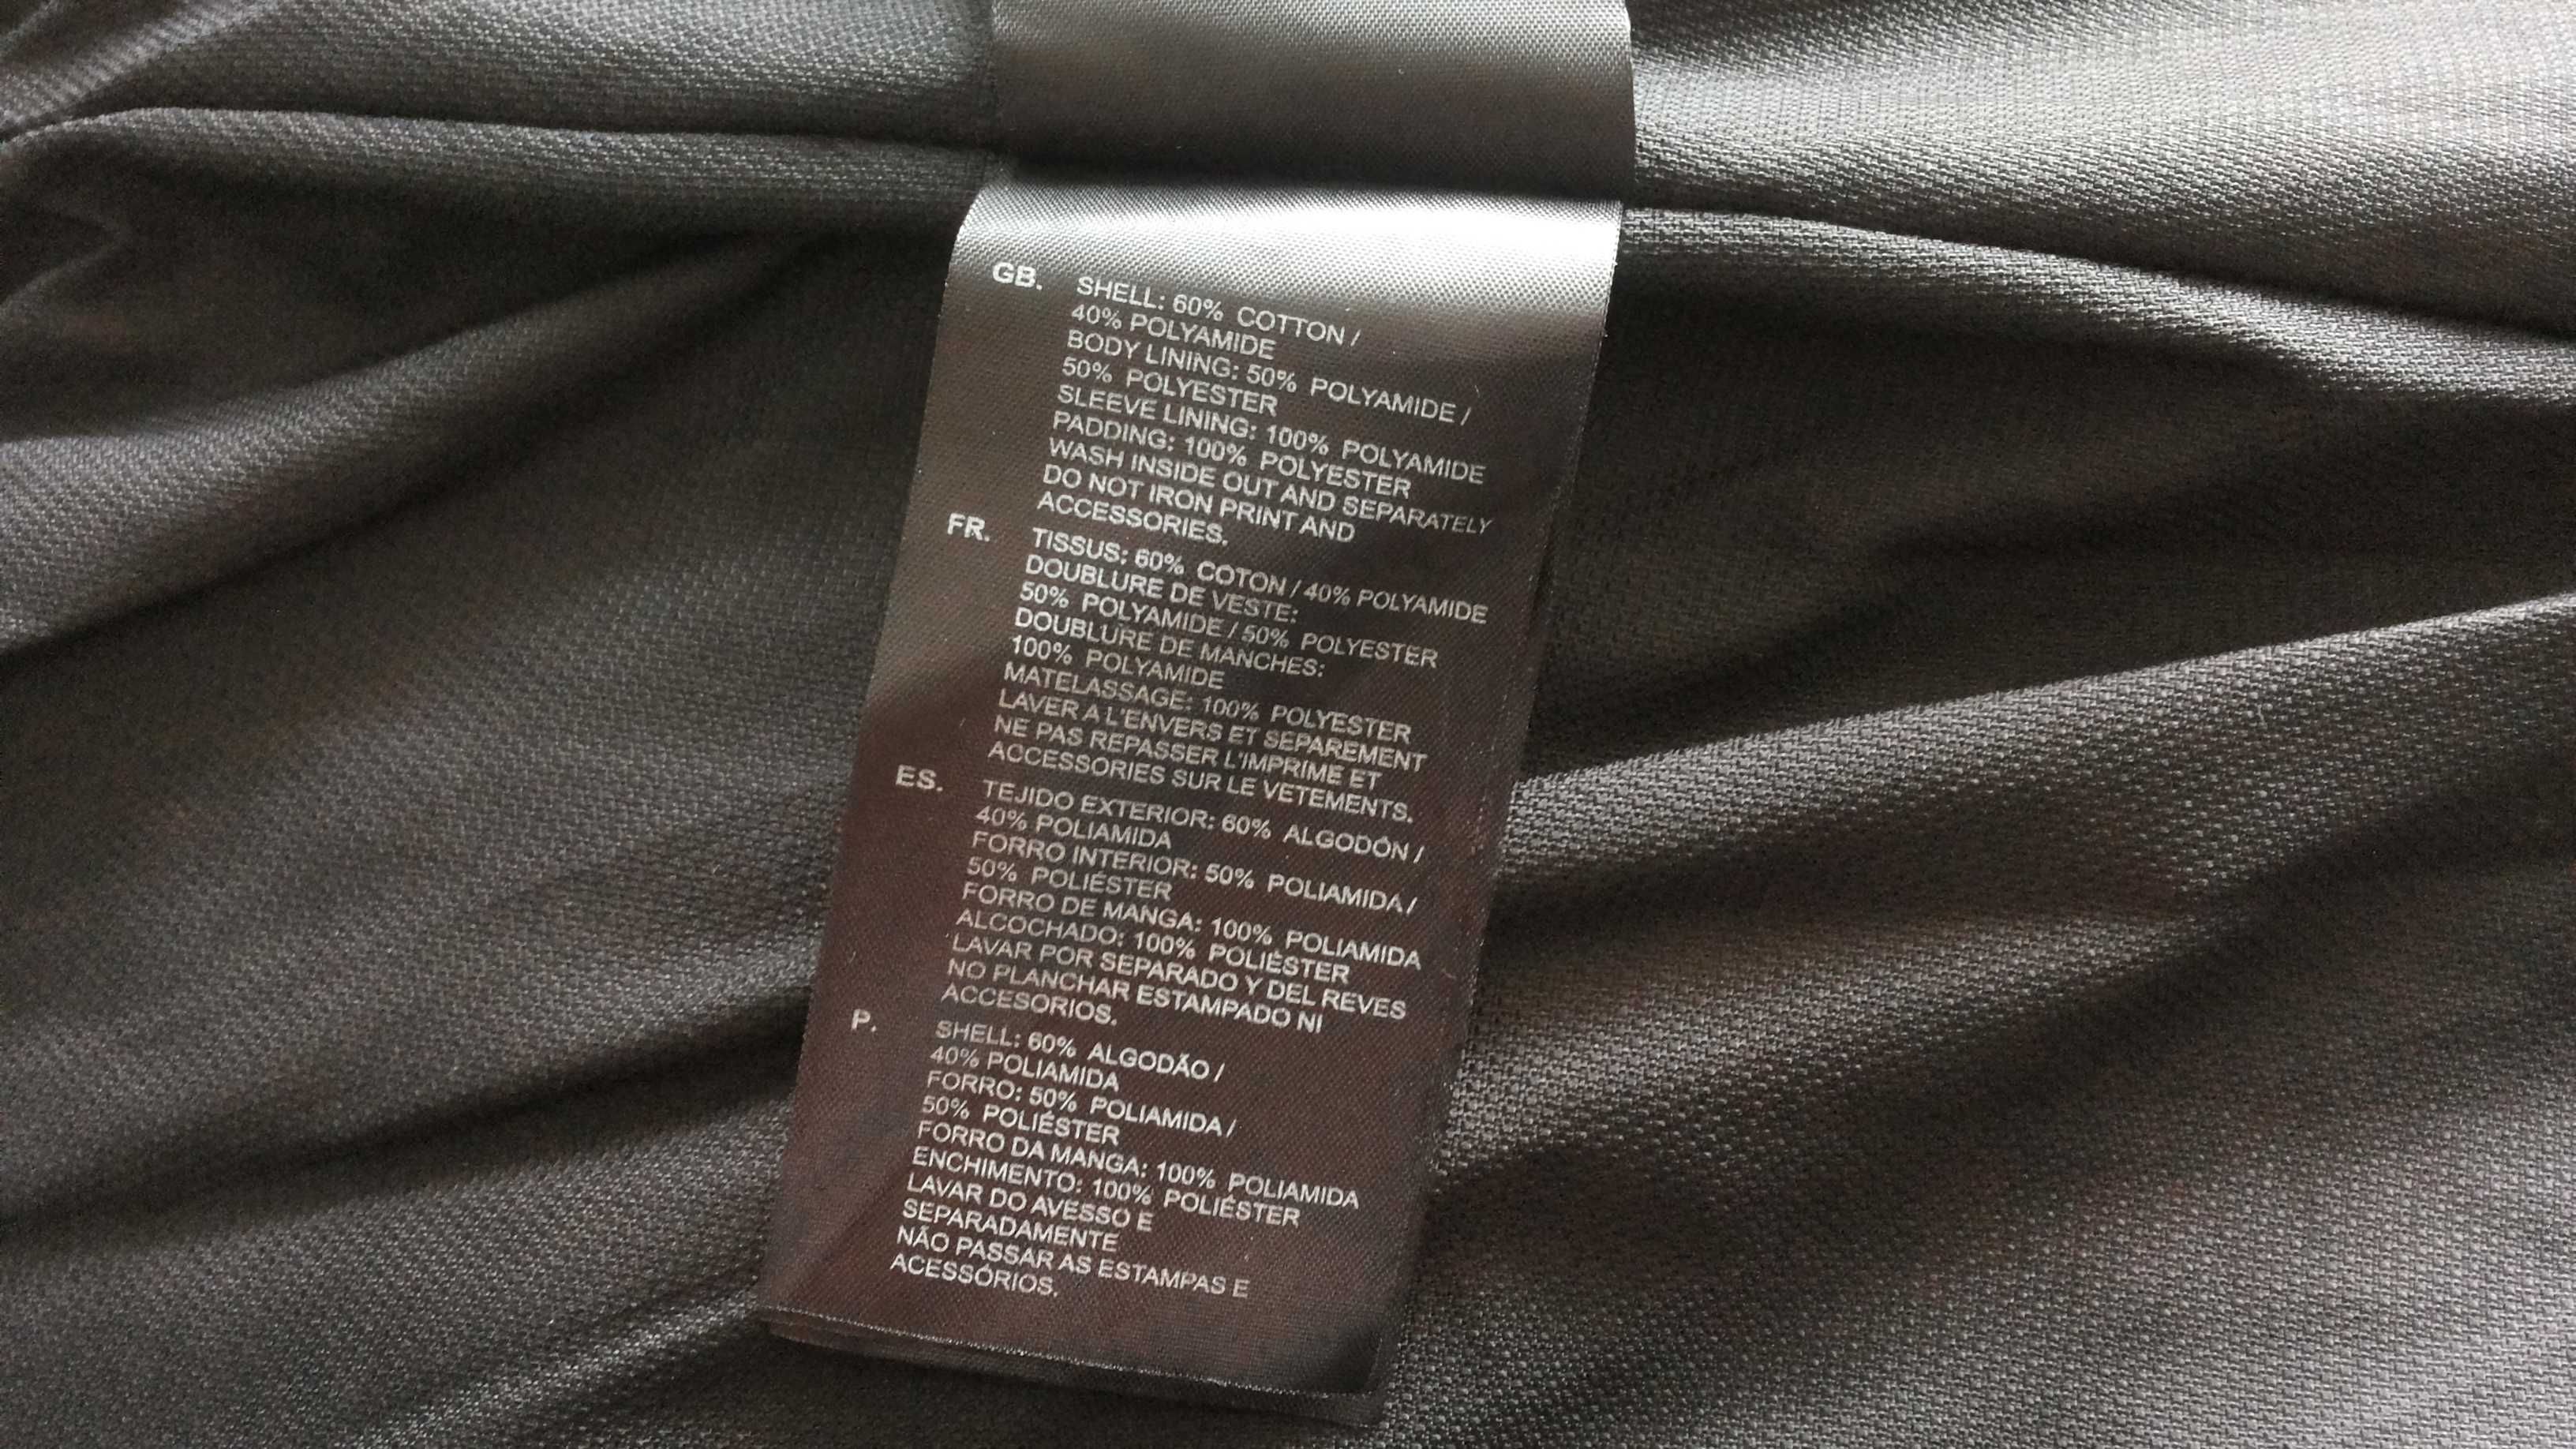 GB. SHELL: 60% COTTON /
40% POLYAMIDE
BODY LINING: 50% POLYAMIDE /
50% POLYESTER
SLEEVE LINING: 100% POLYAMIDE
PADDING: 100% POLYESTER
WASH INSIDE OUT AND SEPARATELY
DO NOT IRON PRINT AND
ACCESSORIES.
FR. TISSUS: 60% COTON / 40% POLYAMIDE
DOUBLURE DE VESTE:
50% POLYAMIDE / 50% POLYESTER
DOUBLURE DE MANCHES:
100% POLYAMIDE
MATELASSAGE: 100% POLYESTER
LAVER A L'ENVERS ET SEPAREMENT
NE PAS REPASSER L'IMPRIME ET
ACCESSORIES SUR LE VETEMENTS.
ES. TEJIDO EXTERIOR: 60% ALGODÓN /
40% POLIAMIDA
FORRO INTERIOR: 50% POLIAMIDA /
50% POLIÉSTER
FORRO DE MANGA: 100% POLIAMIDA
ALCOCHADO: 100% POLIÉSTER
LAVAR POR SEPARADO Y DEL REVES
NO PLANCHAR ESTAMPADO NI
ACCESORIOS.
P. SHELL: 60% ALGODÃO /
40% POLIAMIDA
FORRO: 50% POLIAMIDA /
50% POLIÉSTER
FORRO DA MANGA: 100% POLIAMIDA
ENCHIMENTO: 100% POLIÉSTER
LAVAR DO AVESSO E
SEPARADAMENTE
NÃO PASSAR AS ESTAMPAS E
ACESSÓRIOS.